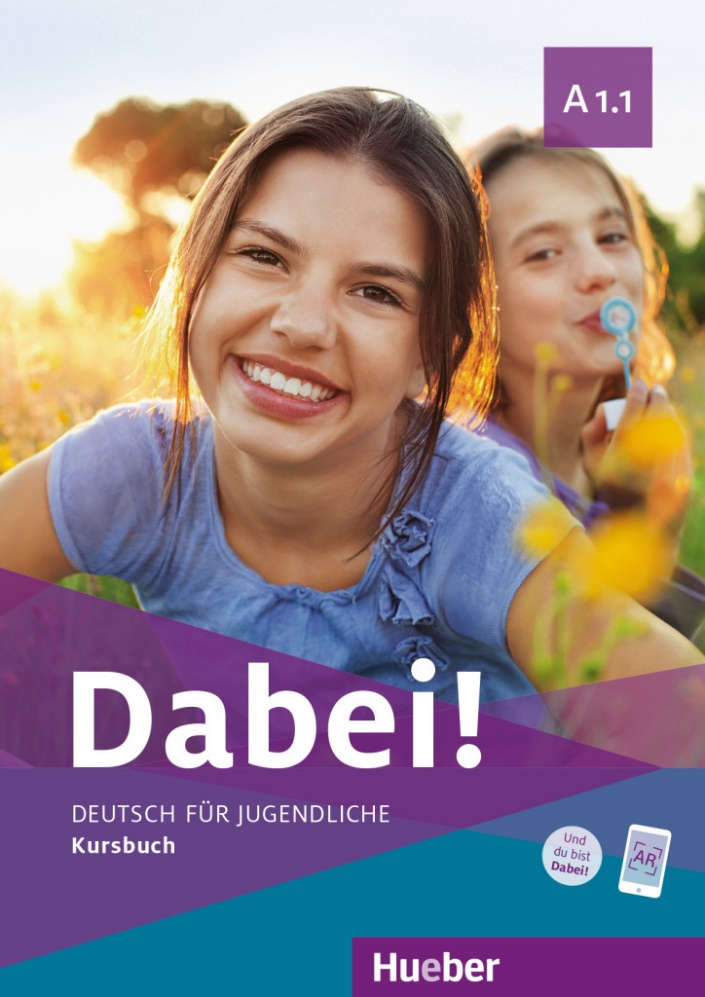 A 1.1
Dabei!
DEUTSCH FÜR JUGENDLICHE
Kursbuch
Und
du bist
Dabei!
AR
Hueber